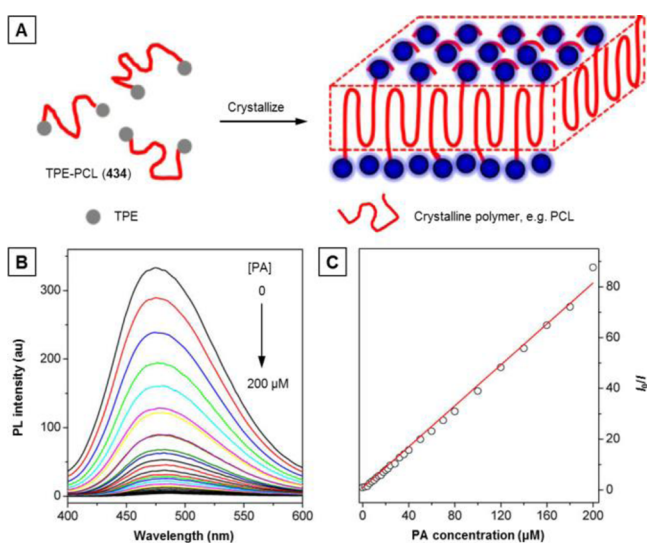 A
Crystallize
TPE-PCL (434)
TPE
Crystalline polymer, e.g. PCL
B
PL intensity (au)
300
200
100
0
[PA]
0
200 μM
400
450
500
550
600
Wavelength (nm)
C
I0/I
80
60
40
20
0
0
40
80
120
160
200
PA concentration (μM)